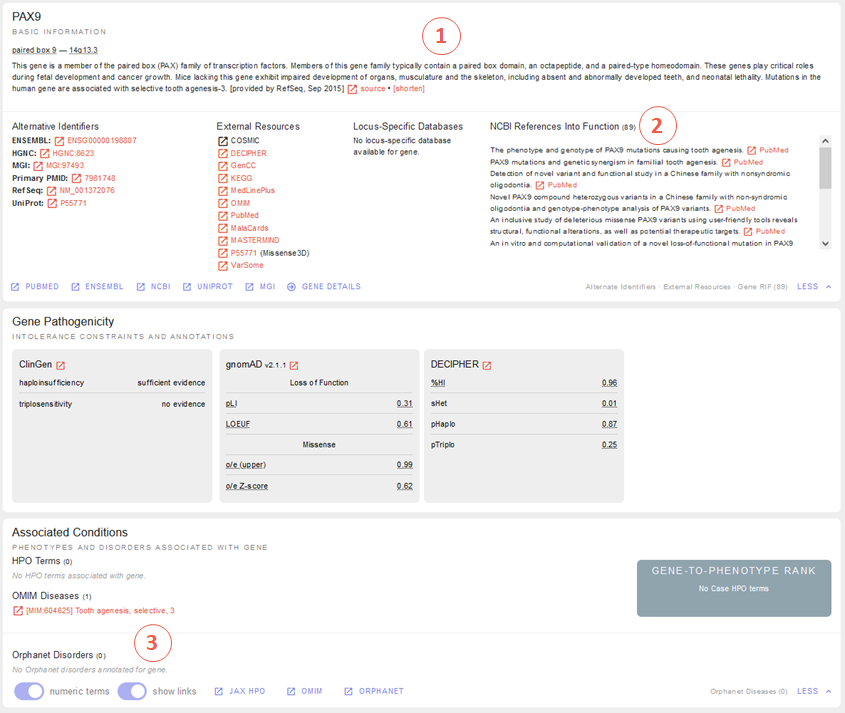 PAX9
BASIC INFORMATION
1
paired box 9 — 14q13.3
This gene is a member of the paired box (PAX) family of transcription factors. Members of this gene family typically contain a paired box domain, an octapeptide, and a paired-type homeodomain. These genes play critical roles
during fetal development and cancer growth. Mice lacking this gene exhibit impaired development of organs, musculature and the skeleton, including absent and abnormally developed teeth, and neonatal lethality. Mutations in the
human gene are associated with selective tooth agenesis-3. [provided by RefSeq, Sep 2015] source • [shorten]
Alternative Identifiers
ENSEMBL: ENSG00000198807
HGNC: HGNC:8623
MGI: MGI:97493
Primary PMID: 7981748
RefSeq: NM_001372076
UniProt: P55771
External Resources
COSMIC
DECIPHER
GenCC
KEGG
MedLinePlus
OMIM
PubMed
MalaCards
MASTERMIND
P55771 (Missense3D)
VarSome
Locus-Specific Databases
No locus-specific database
available for gene.
NCBI References Into Function (89)
2
The phenotype and genotype of PAX9 mutations causing tooth agenesis. PubMed
PAX9 mutations and genetic synergism in familial tooth agenesis. PubMed
Detection of novel variant and functional study in a Chinese family with nonsyndromic
oligodontia. PubMed
Novel PAX9 compound heterozygous variants in a Chinese family with non-syndromic
oligodontia and genotype-phenotype analysis of PAX9 variants. PubMed
An inclusive study of deleterious missense PAX9 variants using user-friendly tools reveals
structural, functional alterations, as well as potential therapeutic targets. PubMed
An in vitro and computational validation of a novel loss-of-functional mutation in PAX9
PUBMED ENSEMBL NCBI UNIPROT MGI GENE DETAILS
Alternate Identifiers · External Resources · Gene RIF (89) LESS
Gene Pathogenicity
INTOLERANCE CONSTRAINTS AND ANNOTATIONS
ClinGen
haploinsufficiency sufficient evidence
triplosensitivity no evidence
gnomAD v2.1.1
Loss of Function
pLI 0.31
LOEUF 0.61
Missense
o/e (upper) 0.99
o/e Z-score 0.62
DECIPHER
%HI 0.96
sHet 0.01
pHaplo 0.87
pTriplo 0.25
Associated Conditions
PHENOTYPES AND DISORDERS ASSOCIATED WITH GENE
HPO Terms (0)
No HPO terms associated with gene.
OMIM Diseases (1)
[MIM:604625] Tooth agenesis, selective, 3
GENE-TO-PHENOTYPE RANK
No Case HPO terms
3
Orphanet Disorders (0)
No Orphanet disorders annotated for gene.
numeric terms show links JAX HPO OMIM ORPHANET
Orphanet Diseases (0) LESS